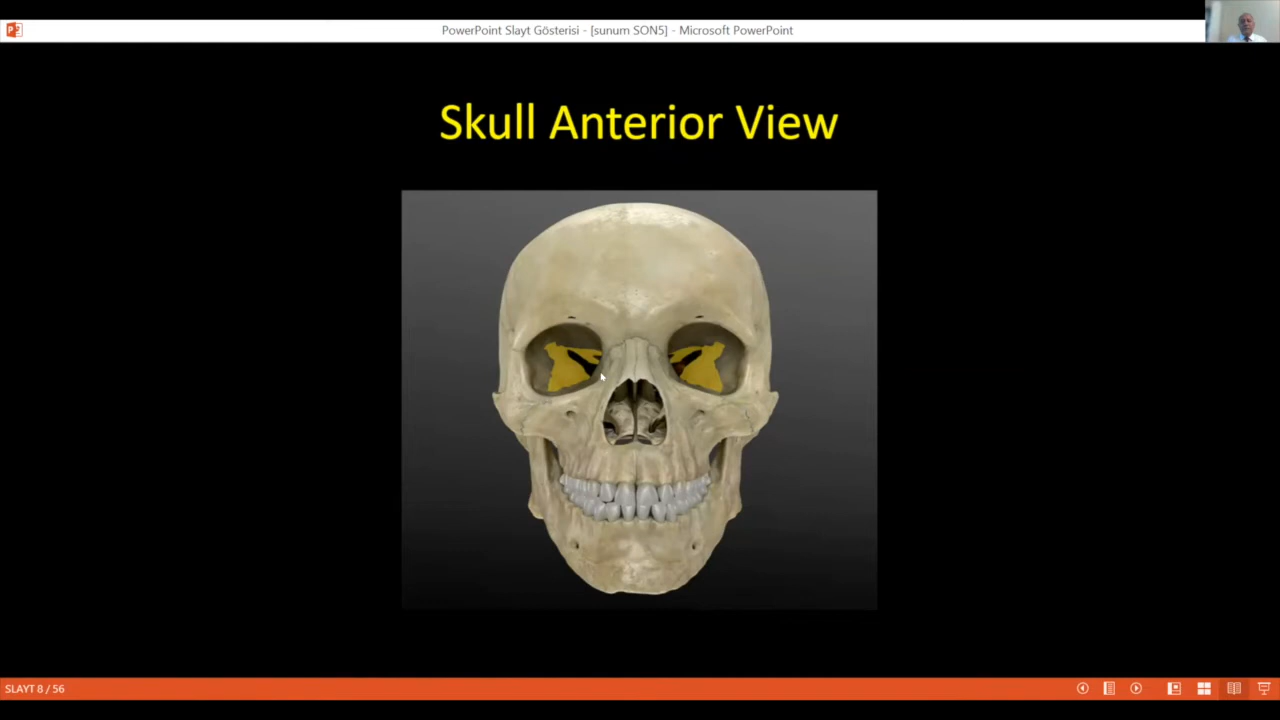 PowerPoint Slayt Gösterisi - [sunum SON5] - Microsoft PowerPoint
Skull Anterior View
SLAYT 8 / 56